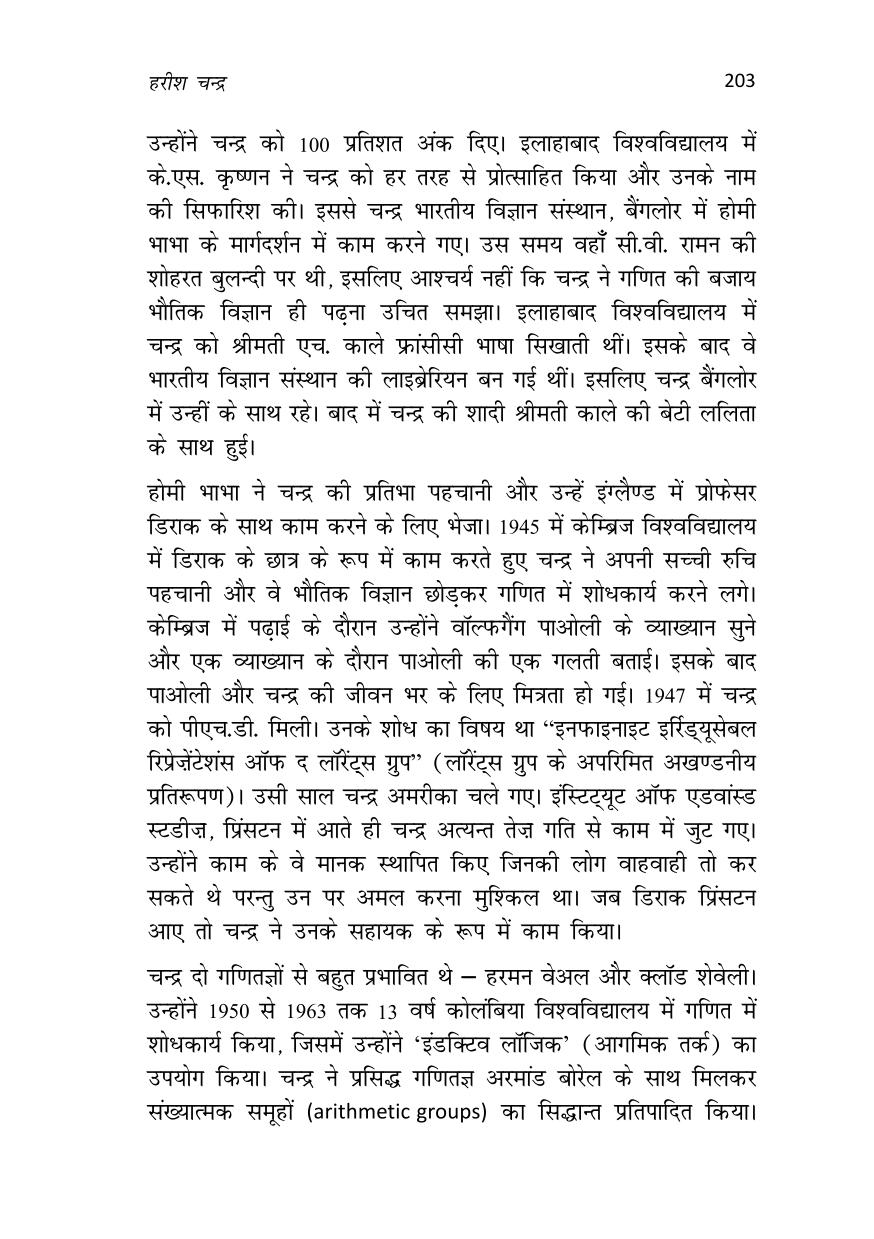 हरीश चन्द्र 203
उन्होंने चन्द्र को 100 प्रतिशत अंक दिए। इलाहाबाद विश्वविद्यालय में
के.एस. कृष्णन ने चन्द्र को हर तरह से प्रोत्साहित किया और उनके नाम
की सिफारिश की। इससे चन्द्र भारतीय विज्ञान संस्थान, बैंगलोर में होमी
भाभा के मार्गदर्शन में काम करने गए। उस समय वहाँ सी.वी. रामन की
शोहरत बुलन्दी पर थी, इसलिए आश्चर्य नहीं कि चन्द्र ने गणित की बजाय
भौतिक विज्ञान ही पढ़ना उचित समझा। इलाहाबाद विश्वविद्यालय में
चन्द्र को श्रीमती एच. काले फ्रांसीसी भाषा सिखाती थीं। इसके बाद वे
भारतीय विज्ञान संस्थान की लाइब्रेरियन बन गई थीं। इसलिए चन्द्र बैंगलोर
में उन्हीं के साथ रहे। बाद में चन्द्र की शादी श्रीमती काले की बेटी ललिता
के साथ हुई।
होमी भाभा ने चन्द्र की प्रतिभा पहचानी और उन्हें इंग्लैण्ड में प्रोफेसर
डिराक के साथ काम करने के लिए भेजा। 1945 में केम्ब्रिज विश्वविद्यालय
में डिराक के छात्र के रूप में काम करते हुए चन्द्र ने अपनी सच्ची रुचि
पहचानी और वे भौतिक विज्ञान छोड़कर गणित में शोधकार्य करने लगे।
केम्ब्रिज में पढ़ाई के दौरान उन्होंने वॉल्फगैंग पाओली के व्याख्यान सुने
और एक व्याख्यान के दौरान पाओली की एक गलती बताई। इसके बाद
पाओली और चन्द्र की जीवन भर के लिए मित्रता हो गई। 1947 में चन्द्र
को पीएच.डी. मिली। उनके शोध का विषय था “इनफाइनाइट इर्रिड्यूसेबल
रिप्रेज़ेंटेशंस ऑफ द लॉरेंट्स ग्रुप” (लॉरेंट्स ग्रुप के अपरिमित अखण्डनीय
प्रतिरूपण)। उसी साल चन्द्र अमरीका चले गए। इंस्टिट्यूट ऑफ एडवांस्ड
स्टडीज़, प्रिंसटन में आते ही चन्द्र अत्यन्त तेज़ गति से काम में जुट गए।
उन्होंने काम के वे मानक स्थापित किए जिनकी लोग वाहवाही तो कर
सकते थे परन्तु उन पर अमल करना मुश्किल था। जब डिराक प्रिंसटन
आए तो चन्द्र ने उनके सहायक के रूप में काम किया।
चन्द्र दो गणितज्ञों से बहुत प्रभावित थे – हरमन वेअल और क्लॉड शेवेली।
उन्होंने 1950 से 1963 तक 13 वर्ष कोलंबिया विश्वविद्यालय में गणित में
शोधकार्य किया, जिसमें उन्होंने ‘इंडक्टिव लॉजिक’ (आगमिक तर्क) का
उपयोग किया। चन्द्र ने प्रसिद्ध गणितज्ञ अरमांड बोरेल के साथ मिलकर
संख्यात्मक समूहों (arithmetic groups) का सिद्धान्त प्रतिपादित किया।